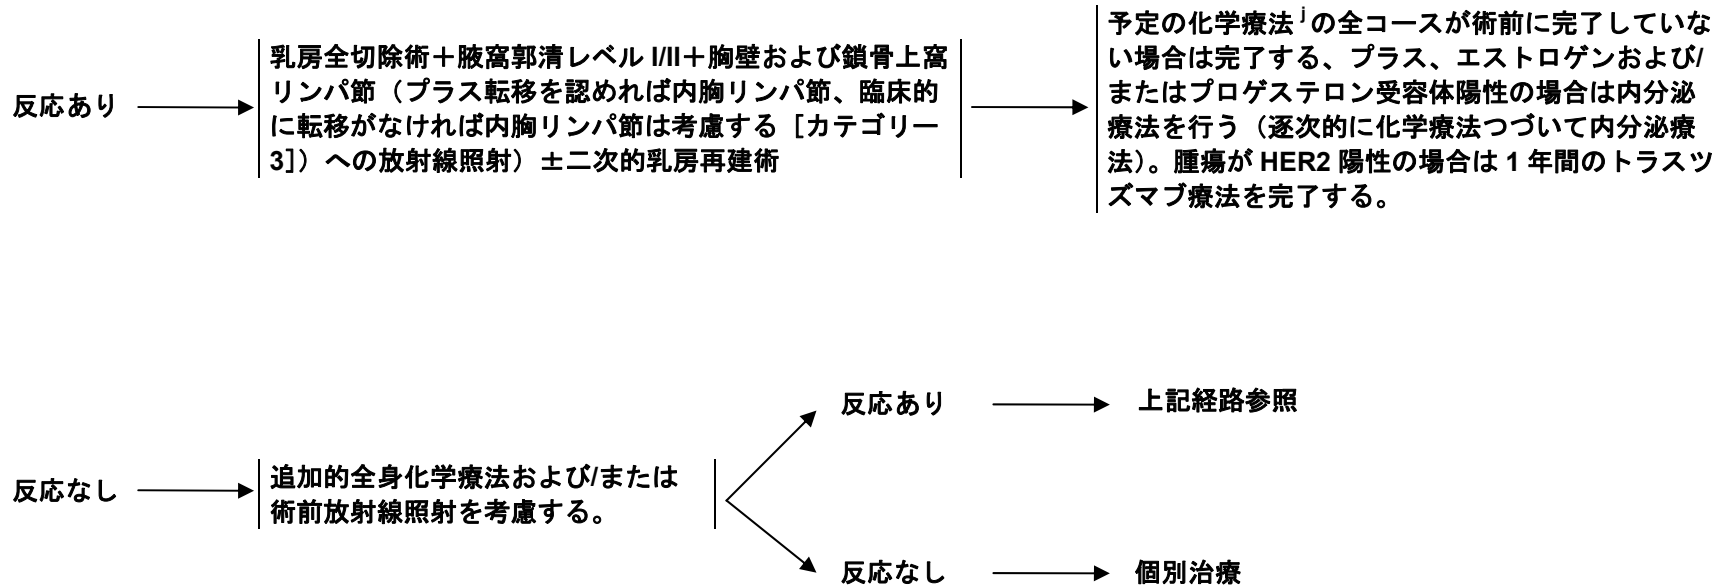 反応あり
乳房全切除術＋腋窩郭清レベル I/II＋胸壁および鎖骨上窩
リンパ節（プラス転移を認めれば内胸リンパ節、臨床的
に転移がなければ内胸リンパ節は考慮する［カテゴリー
3］）への放射線照射）±二次的乳房再建術
予定の化学療法 j の全コースが術前に完了していな
い場合は完了する、プラス、エストロゲンおよび/
またはプロゲステロン受容体陽性の場合は内分泌
療法を行う（逐次的に化学療法つづいて内分泌療
法）。腫瘍が HER2 陽性の場合は 1 年間のトラスツ
ズマブ療法を完了する。
反応なし
追加的全身化学療法および/または
術前放射線照射を考慮する。
反応あり
上記経路参照
反応なし
個別治療